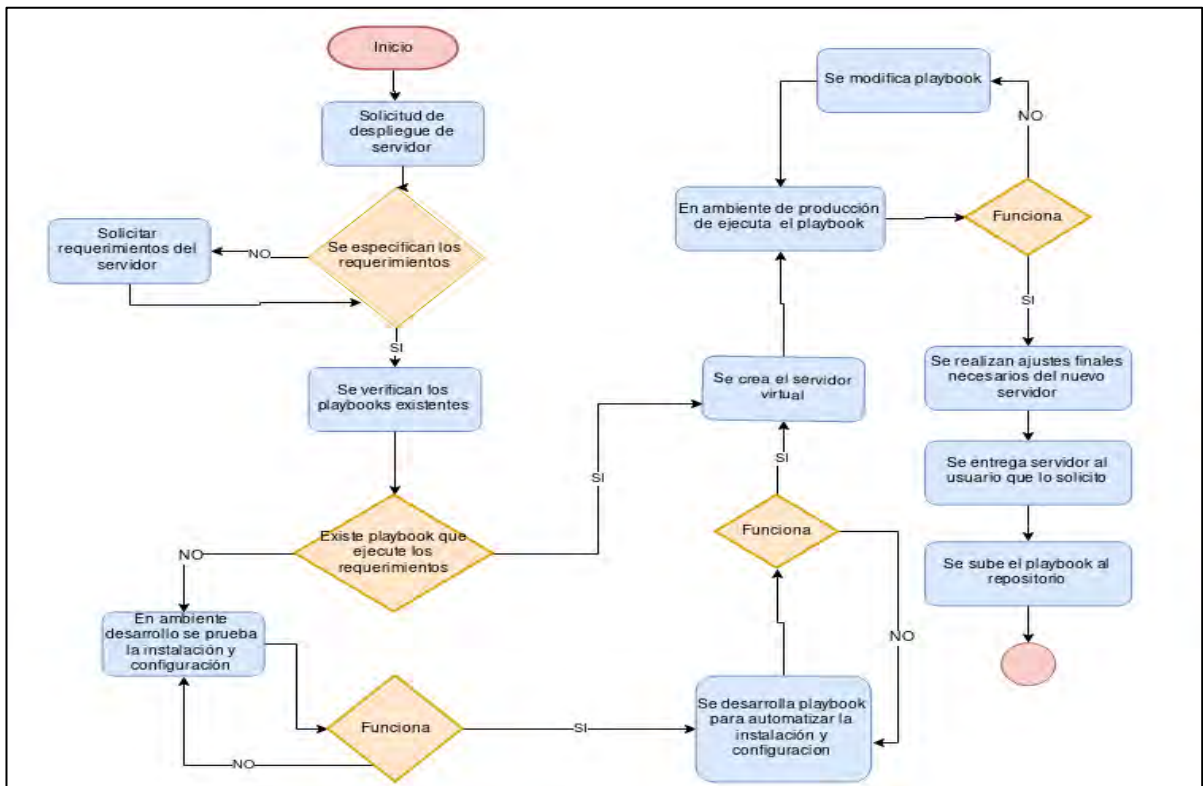 Inicio
Solicitud de
despliegue de
servidor
Se especifican los
requerimientos
NO
Solicitar
requerimientos del
servidor
SI
Se verifican los
playbooks existentes
Existe playbook que
ejecute los
requerimientos
NO
SI
En ambiente
desarrollo se prueba
la instalación y
configuración
Funciona
NO
SI
Se desarrolla playbook
para automatizar la
instalación y
configuracion
Funciona
NO
SI
Se crea el servidor
virtual
En ambiente de producción
de ejecuta el playbook
Funciona
NO
Se modifica playbook
SI
Se realizan ajustes finales
necesarios del nuevo
servidor
Se entrega servidor al
usuario que lo solicito
Se sube el playbook al
repositorio